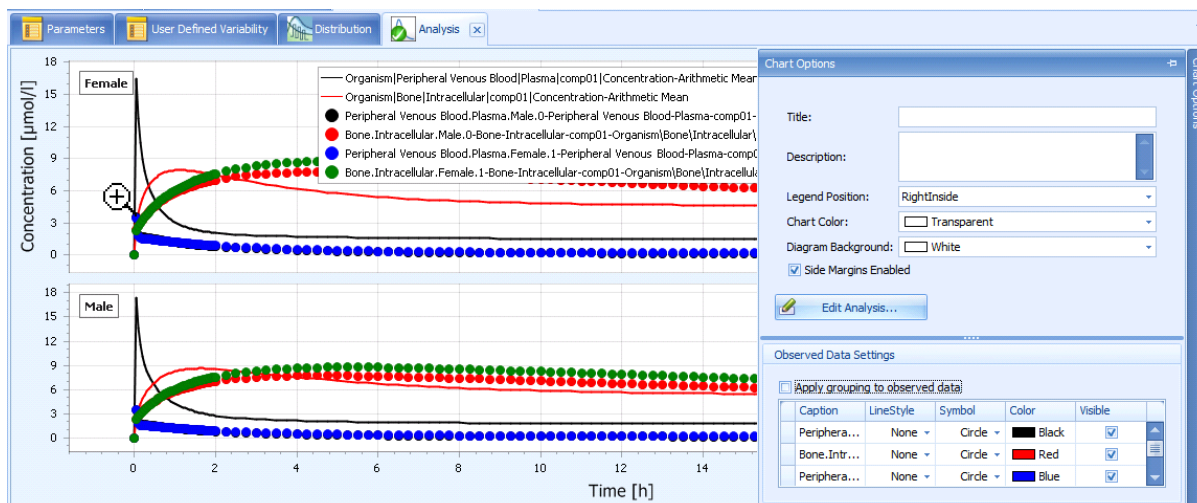 Parameters
User Defined Variability
Distribution
Analysis
18
15
12
9
6
3
0
Female
Concentration [µmol/l]
Organism|Peripheral Venous Blood|Plasma|comp01|Concentration-Arithmetic Mean
Organism|Bone|Intracellular|comp01|Concentration-Arithmetic Mean
Peripheral Venous Blood.Plasma.Male.0-Peripheral Venous Blood-Plasma-comp01-
Bone.Intracellular.Male.0-Bone-Intracellular-comp01-Organism\Bone\Intracellular\
Peripheral Venous Blood.Plasma.Female.1-Peripheral Venous Blood-Plasma-comp0
Bone.Intracellular.Female.1-Bone-Intracellular-comp01-Organism\Bone\Intracellula
18
15
12
9
6
3
0
Male
0
2
4
6
8
10
12
14
Time [h]
Chart Options
Chart Options
Title:
Description:
Legend Position:
RightInside
Chart Color:
Transparent
Diagram Background:
White
Side Margins Enabled
Edit Analysis...
Observed Data Settings
Apply grouping to observed data
Caption LineStyle Symbol Color Visible
Periphera... None Circle Black
Bone.Intr... None Circle Red
Periphera... None Circle Blue